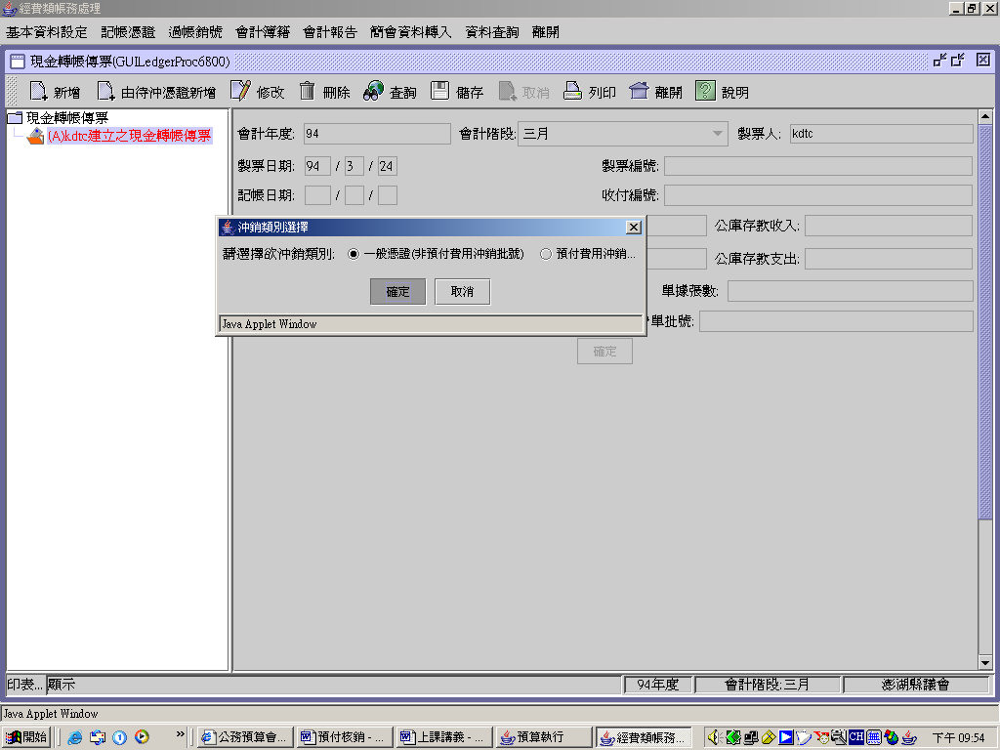 經費類帳務處理
基本資料設定 記帳憑證 過帳銷號 會計簿籍 會計報告 簡會資料轉入 資料查詢 離開
現金轉帳傳票(GUILedgerProc6800)
新增 由待沖憑證新增 修改 刪除 查詢 儲存 取消 列印 離開 說明
現金轉帳傳票
(A)kdtc建立之現金轉帳傳票
會計年度: 94 會計階段: 三月 製票人: kdtc
製票日期: 94 / 3 / 24 製票編號:
記帳日期: / / 收付編號:
公庫存款收入:
公庫存款支出:
單據張數:
單批號:
確定
沖銷類別選擇
請選擇欲沖銷類別: 一般憑證(非預付費用沖銷批號) 預付費用沖銷...
確定 取消
Java Applet Window
印表... 顯示 94年度 會計階段:三月 澎湖縣議會
Java Applet Window
開始 公務預算會... 預付核銷 - ... 上課講義 - ... 預算執行 經費類帳務... CH 下午 09:54